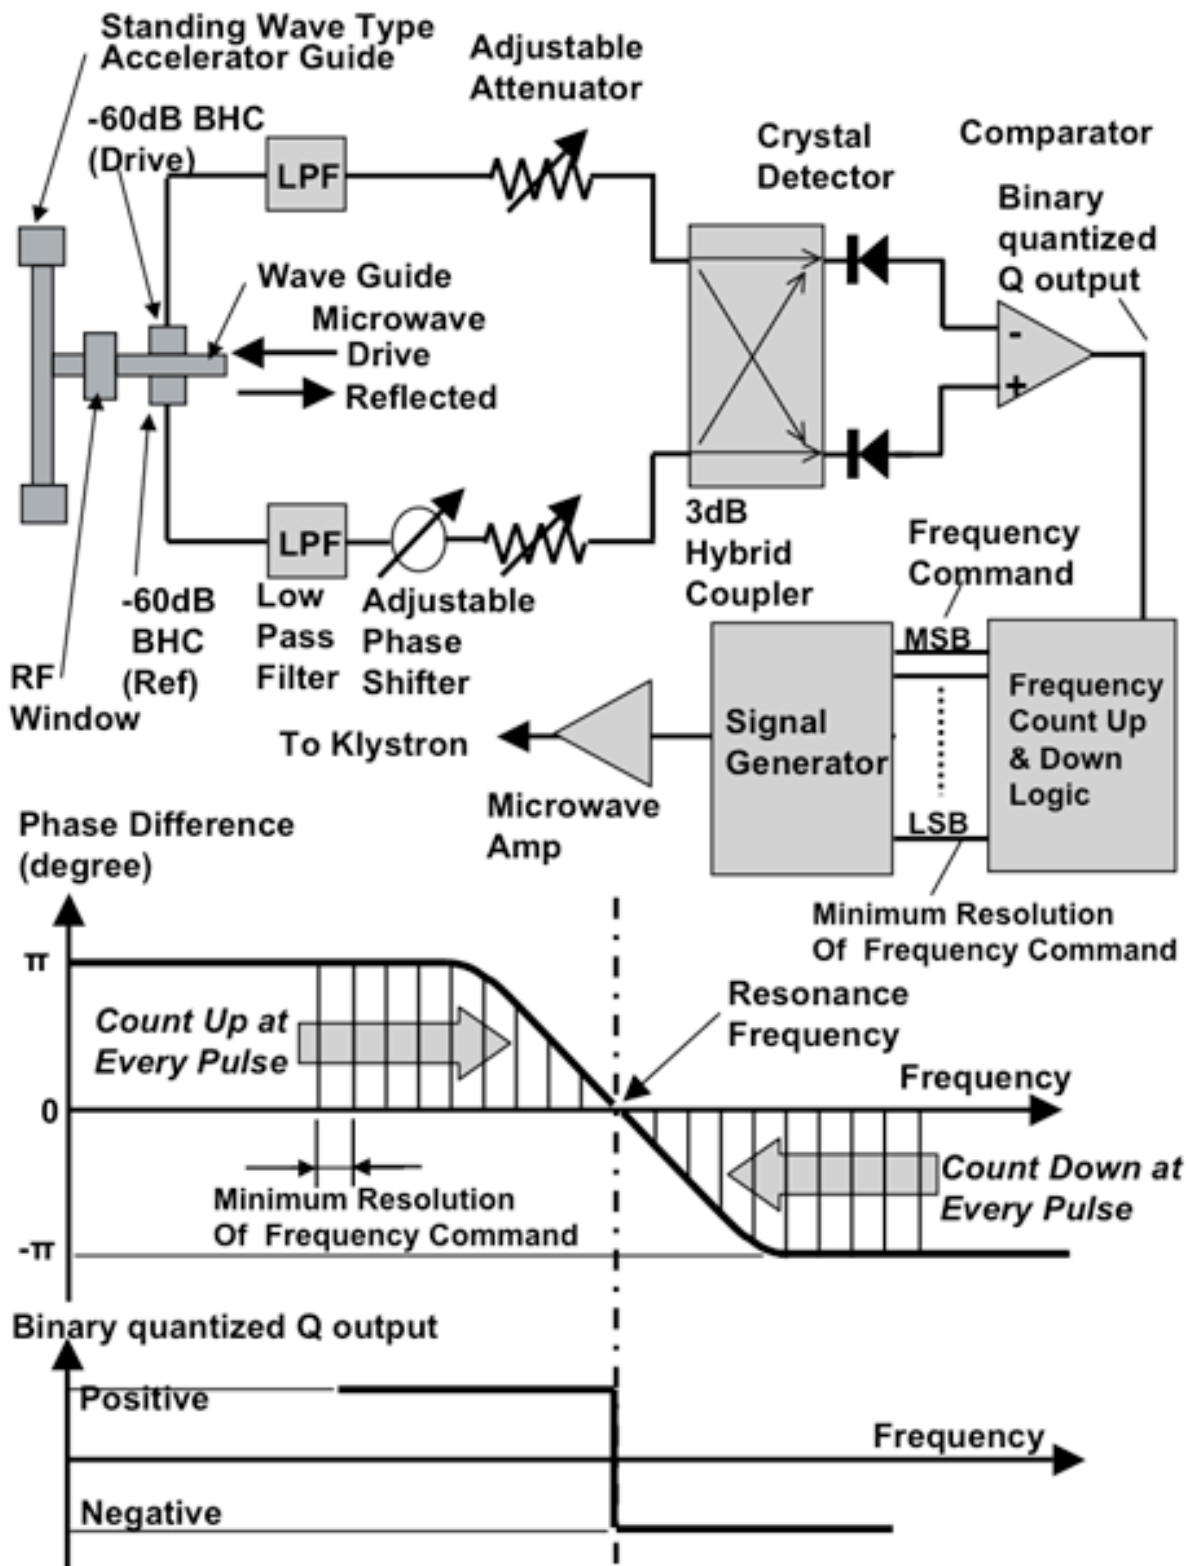 Standing Wave Type
Accelerator Guide
Adjustable
Attenuator
-60dB BHC
(Drive)
LPF
Crystal
Detector
Comparator
Binary
quantized
Q output
Wave Guide
Microwave
Drive
Reflected
-
+
LPF
3dB
Hybrid
Coupler
Frequency
Command
-60dB
BHC
(Ref)
Low
Pass
Filter
Adjustable
Phase
Shifter
RF
Window
MSB
LSB
Signal
Generator
Frequency
Count Up
& Down
Logic
To Klystron
Microwave
Amp
Minimum Resolution
Of Frequency Command
Phase Difference
(degree)
π
0
-π
Count Up at
Every Pulse
Resonance
Frequency
Frequency
Minimum Resolution
Of Frequency Command
Count Down at
Every Pulse
Binary quantized Q output
Positive
Frequency
Negative